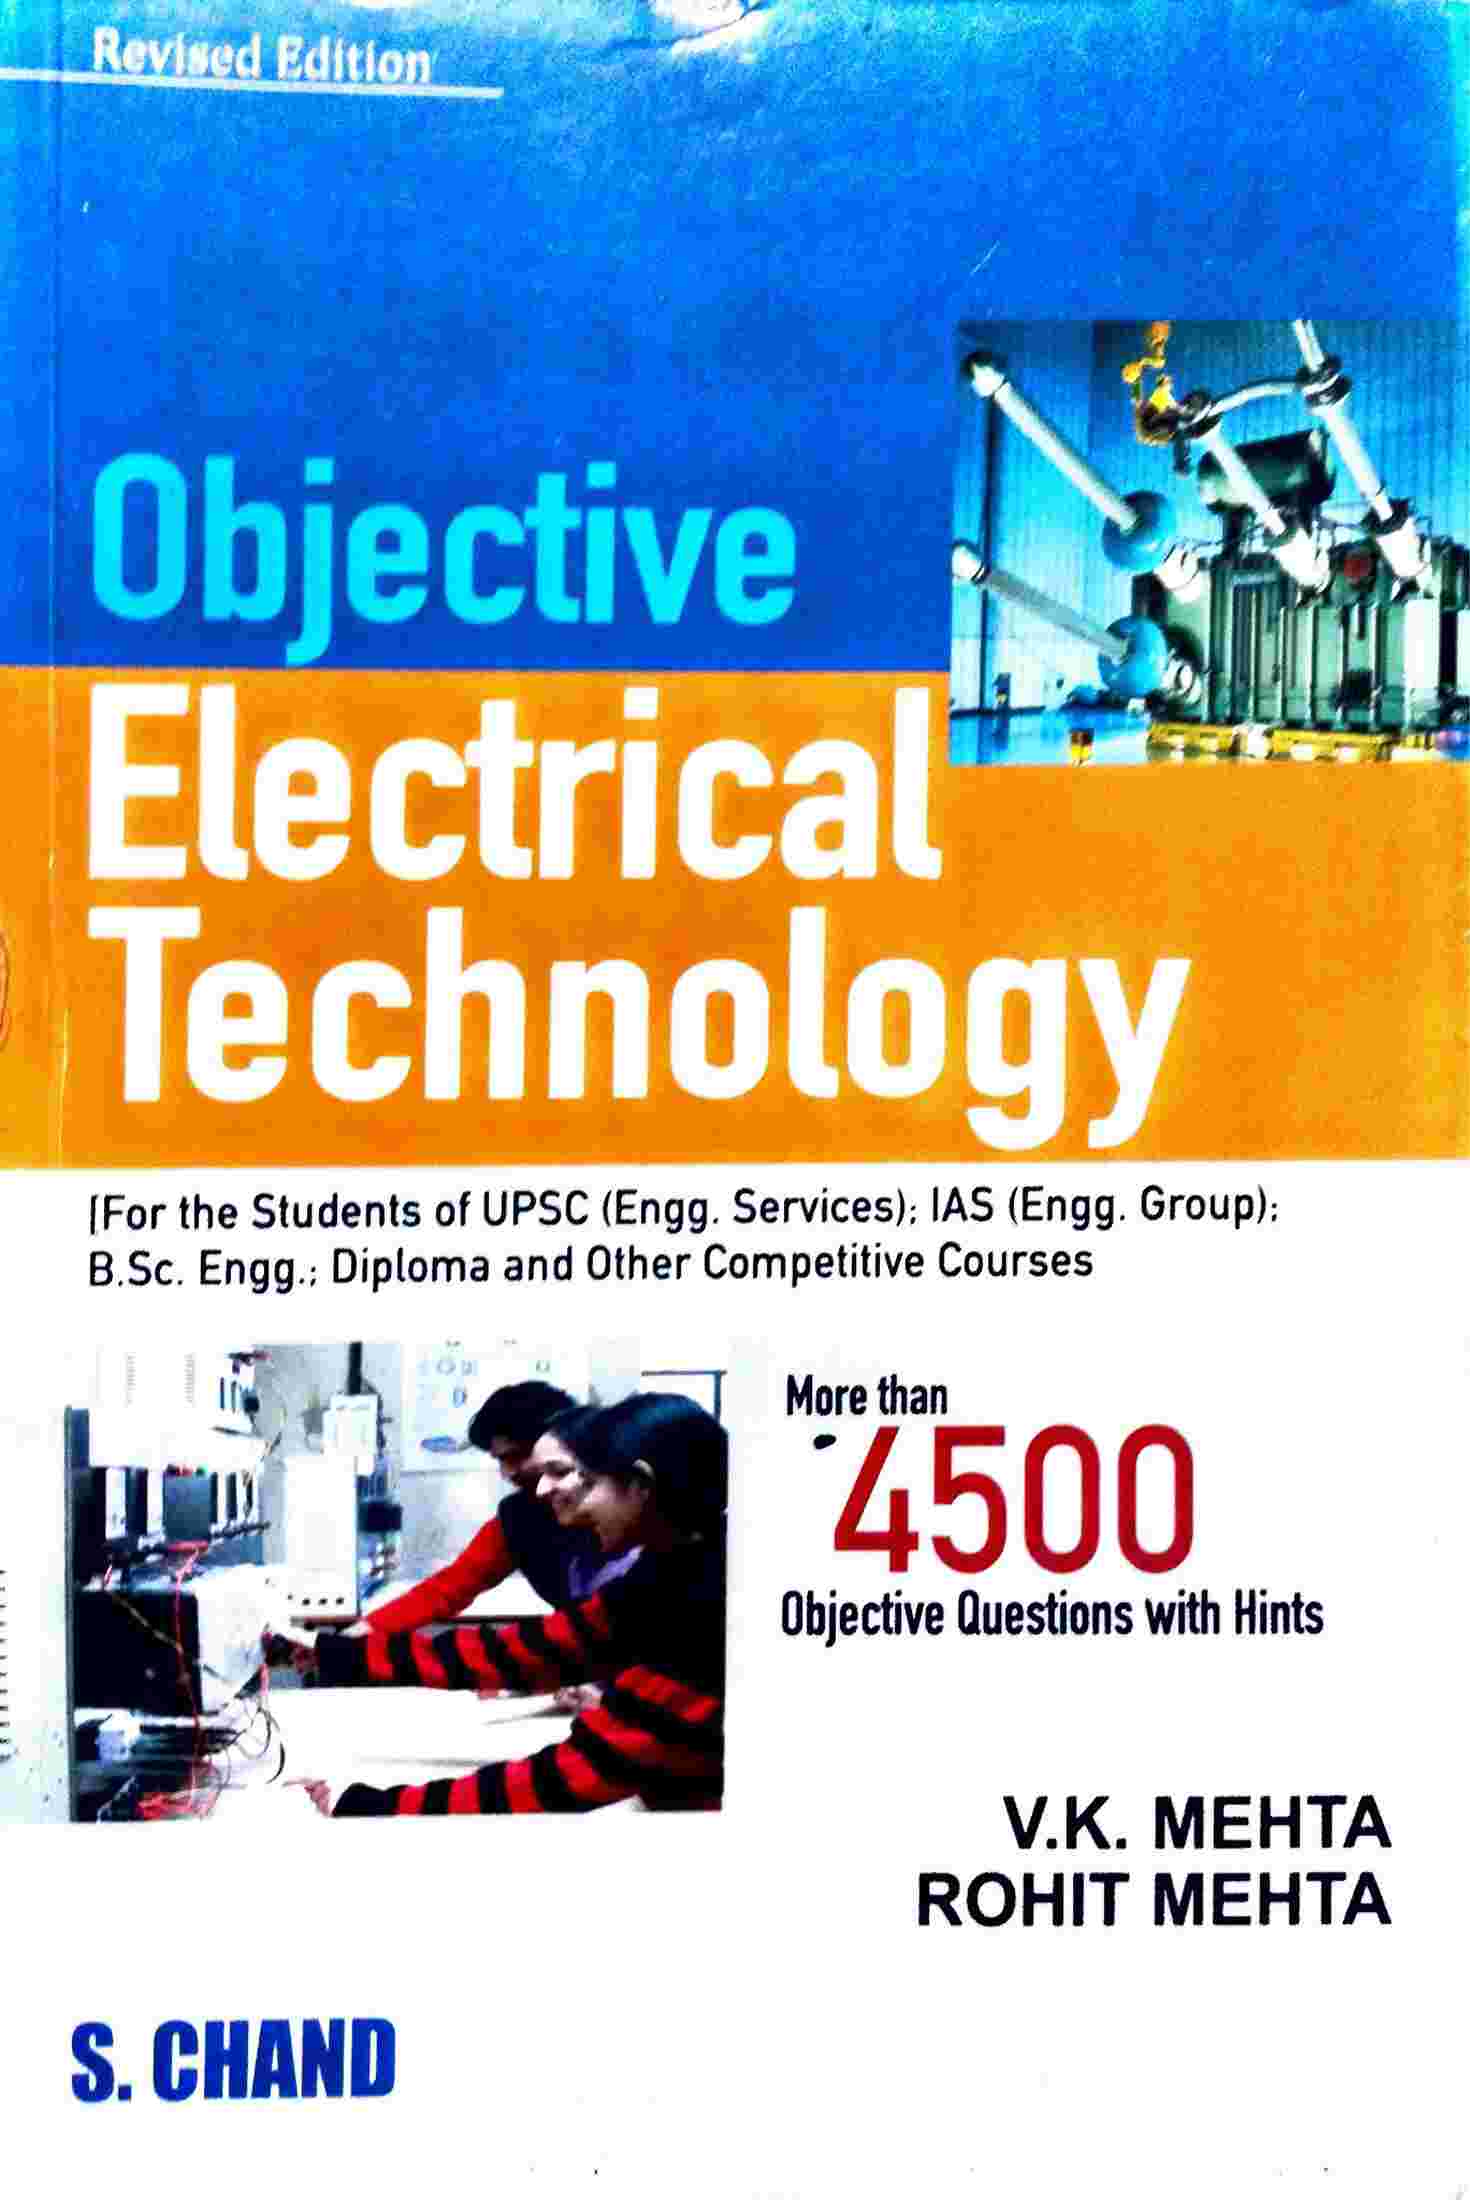 Revised Edition
Objective
Electrical
Technology
[For the Students of UPSC (Engg. Services); IAS (Engg. Group);
B.Sc. Engg.; Diploma and Other Competitive Courses
More than
4500
Objective Questions with Hints
V.K. MEHTA
ROHIT MEHTA
S. CHAND